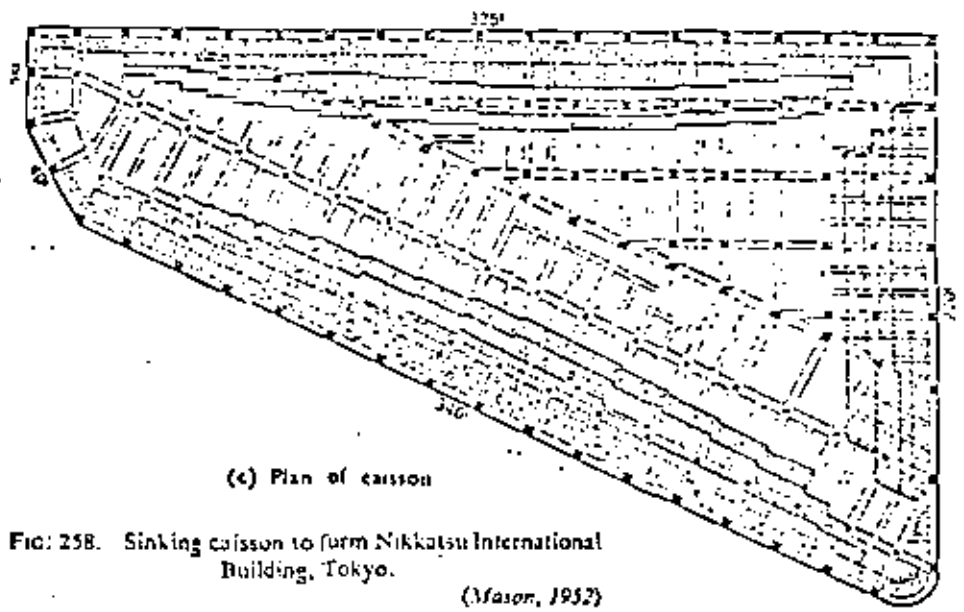 (c) Plan of caisson
FIG: 258. Sinking caisson to form Nikkatsu International
Building, Tokyo.
(Mason, 1952)